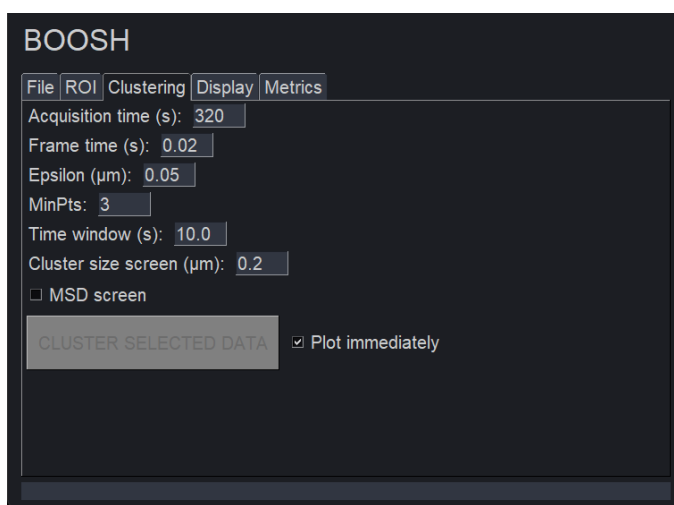 BOOSH
File ROI Clustering Display Metrics
Acquisition time (s): 320
Frame time (s): 0.02
Epsilon (µm): 0.05
MinPts: 3
Time window (s): 10.0
Cluster size screen (µm): 0.2
MSD screen
CLUSTER SELECTED DATA Plot immediately